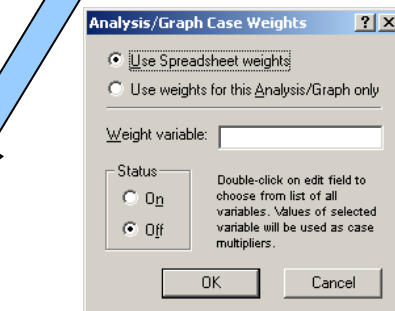 Analysis/Graph Case Weights
Use Spreadsheet weights
Use weights for this Analysis/Graph only
Weight variable:
Status
On
Off
Double-click on edit field to
choose from list of all
variables. Values of selected
variable will be used as case
multipliers.
OK
Cancel